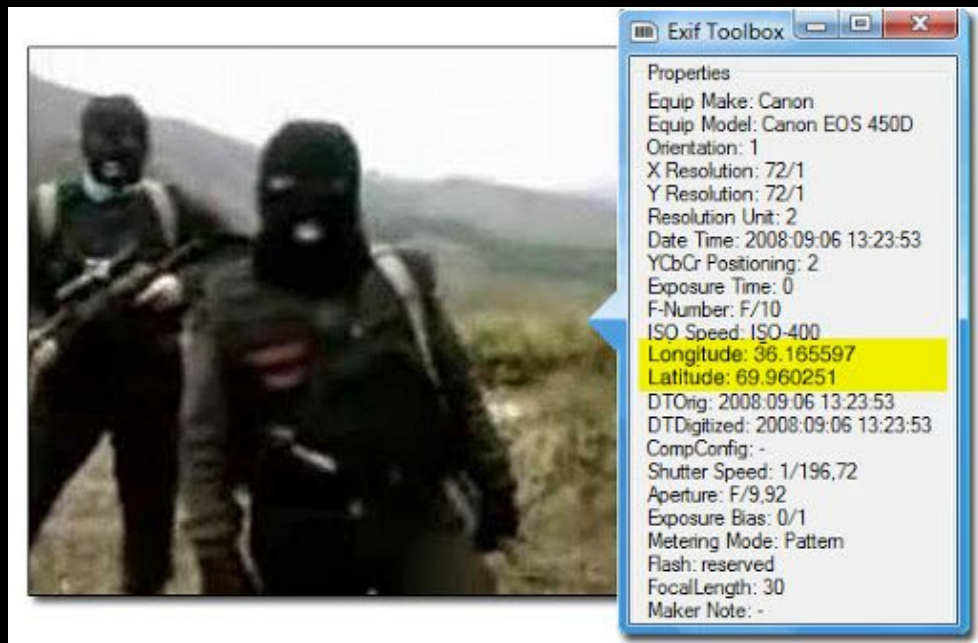 Exif Toolbox
Properties
Equip Make: Canon
Equip Model: Canon EOS 450D
Orientation: 1
X Resolution: 72/1
Y Resolution: 72/1
Resolution Unit: 2
Date Time: 2008:09:06 13:23:53
YCbCr Positioning: 2
Exposure Time: 0
F-Number: F/10
ISO Speed: ISO-400
Longitude: 36.165597
Latitude: 69.960251
DTOrig: 2008:09:06 13:23:53
DTDigitized: 2008:09:06 13:23:53
CompConfig: -
Shutter Speed: 1/196,72
Aperture: F/9,92
Exposure Bias: 0/1
Metering Mode: Pattern
Flash: reserved
FocalLength: 30
Maker Note: -